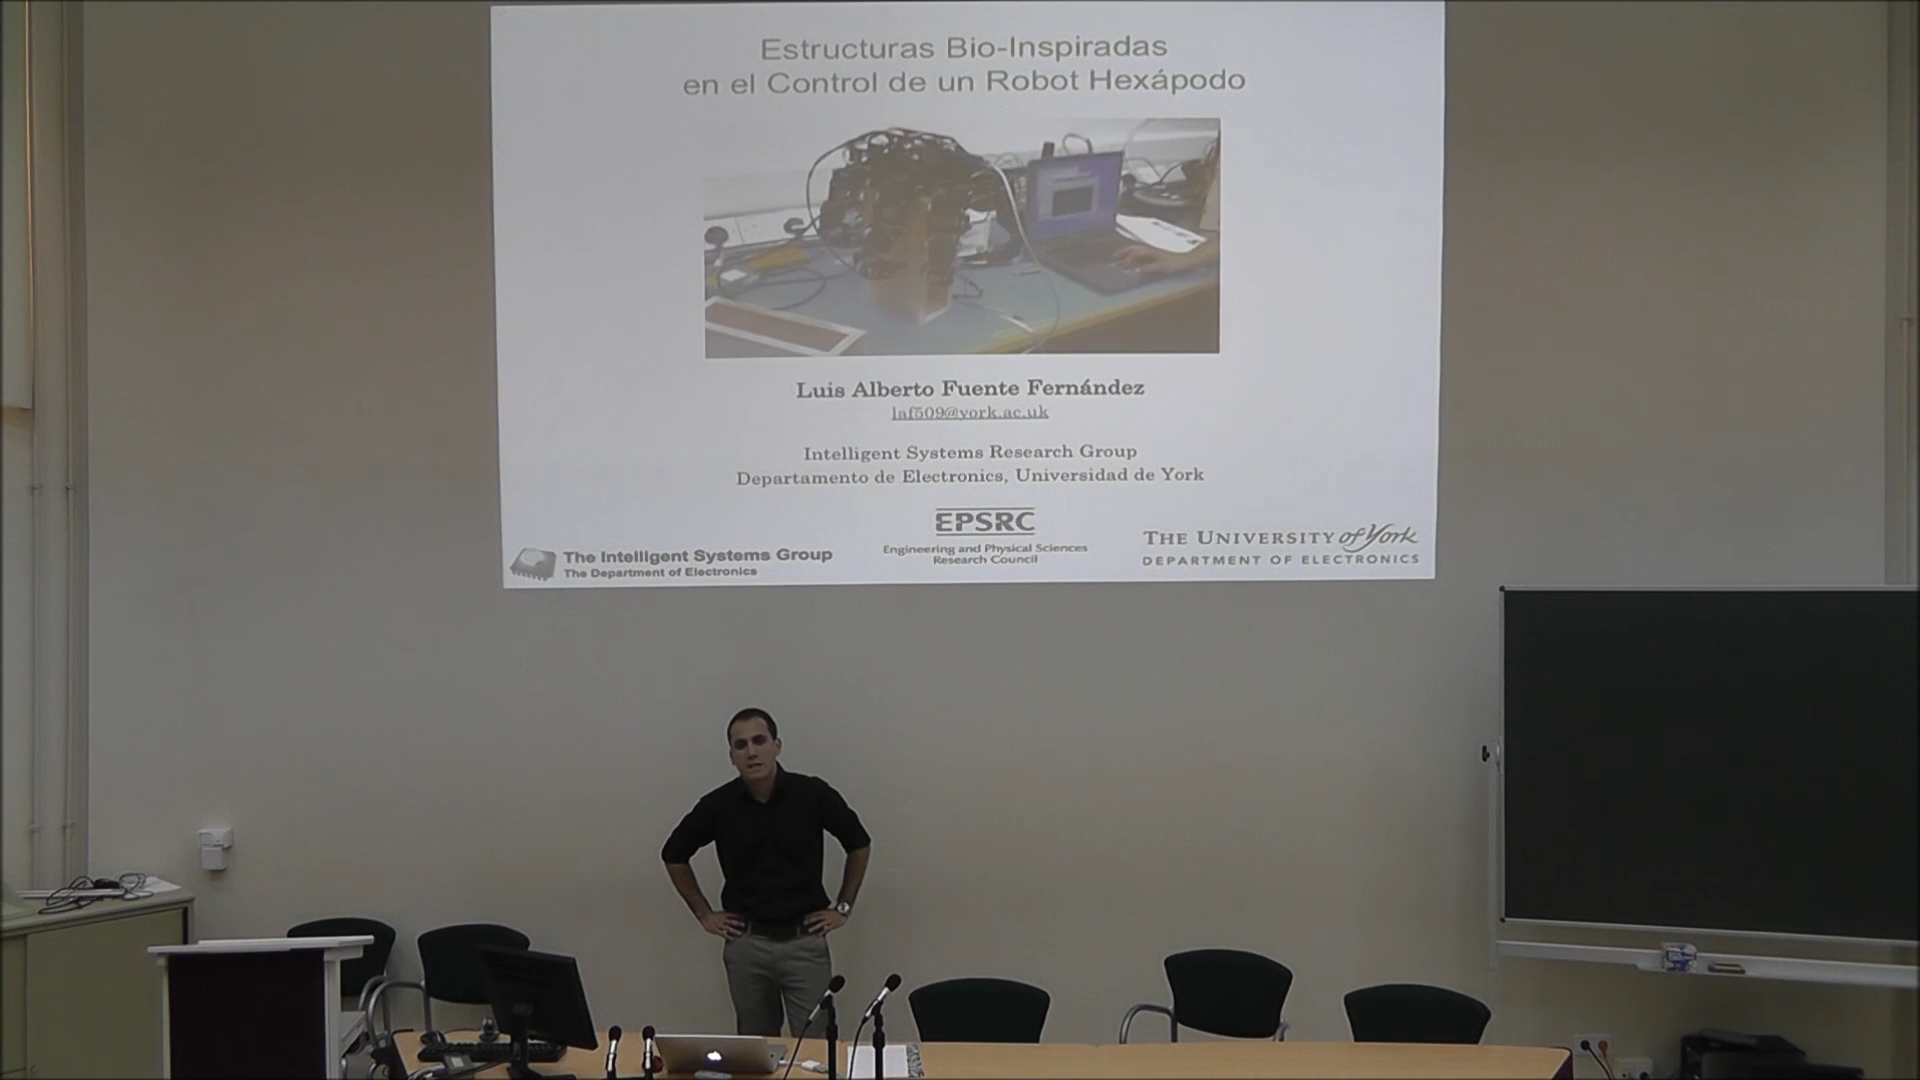 Estructuras Bio-Inspiradas
en el Control de un Robot Hexápodo
Luis Alberto Fuente Fernández
laf509@york.ac.uk
Intelligent Systems Research Group
Departamento de Electronics, Universidad de York
EPSRC
Engineering and Physical Sciences
Research Council
The Intelligent Systems Group
The Department of Electronics
THE UNIVERSITY of York
DEPARTMENT OF ELECTRONICS